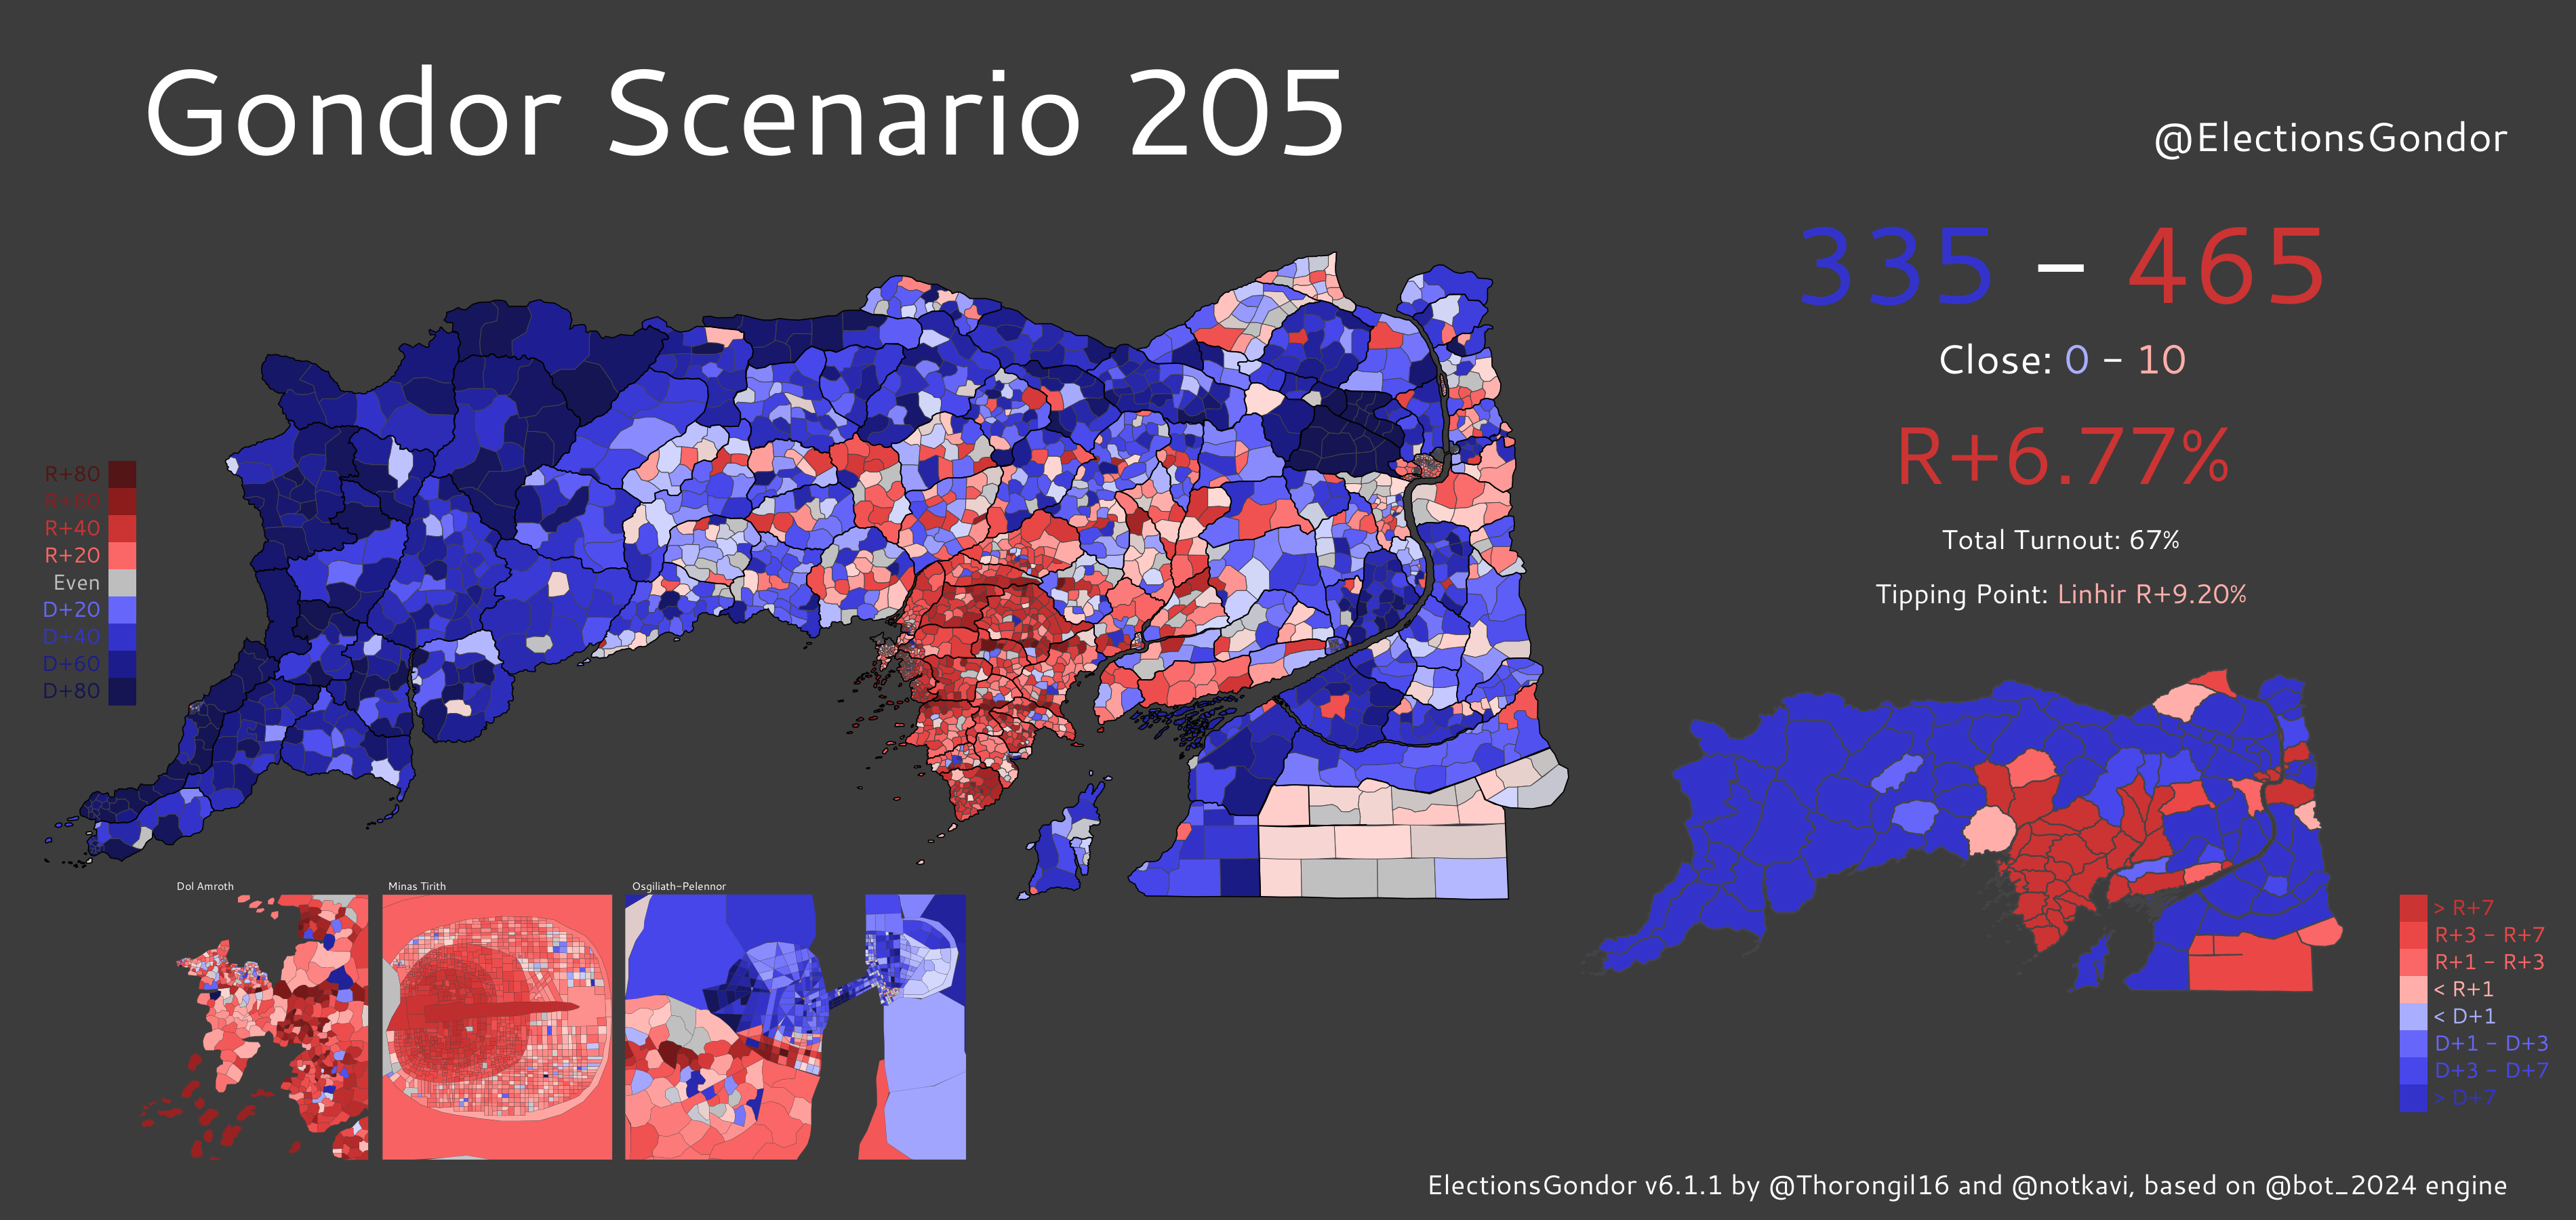 Gondor Scenario 205
@ElectionsGondor
335 – 465
Close: 0 - 10
R+6.77%
Total Turnout: 67%
Tipping Point: Linhir R+9.20%
R+80
R+60
R+40
R+20
Even
D+20
D+40
D+60
D+80
Dol Amroth
Minas Tirith
Osgiliath-Pelennor
> R+7
R+3 - R+7
R+1 - R+3
< R+1
< D+1
D+1 - D+3
D+3 - D+7
> D+7
ElectionsGondor v6.1.1 by @Thorongil16 and @notkavi, based on @bot_2024 engine